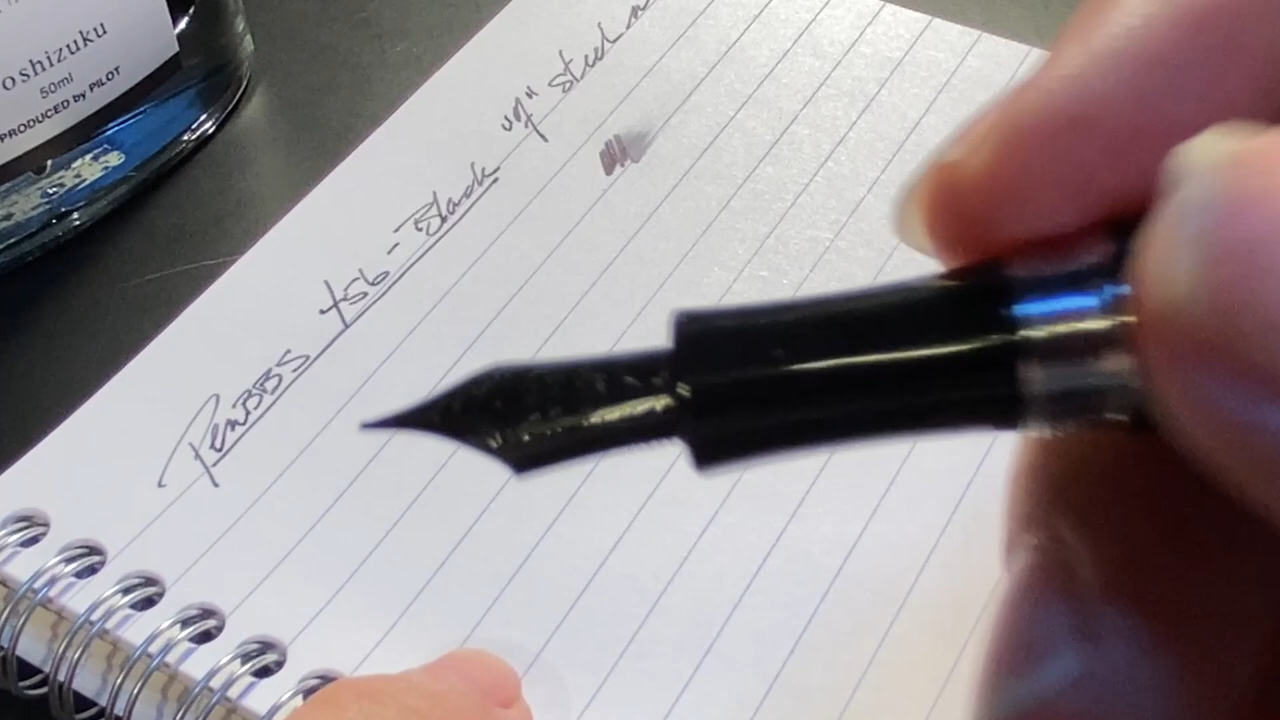 oshizuku
50ml
PRODUCED by PILOT
PenBBS 456 - Black "f" steel n